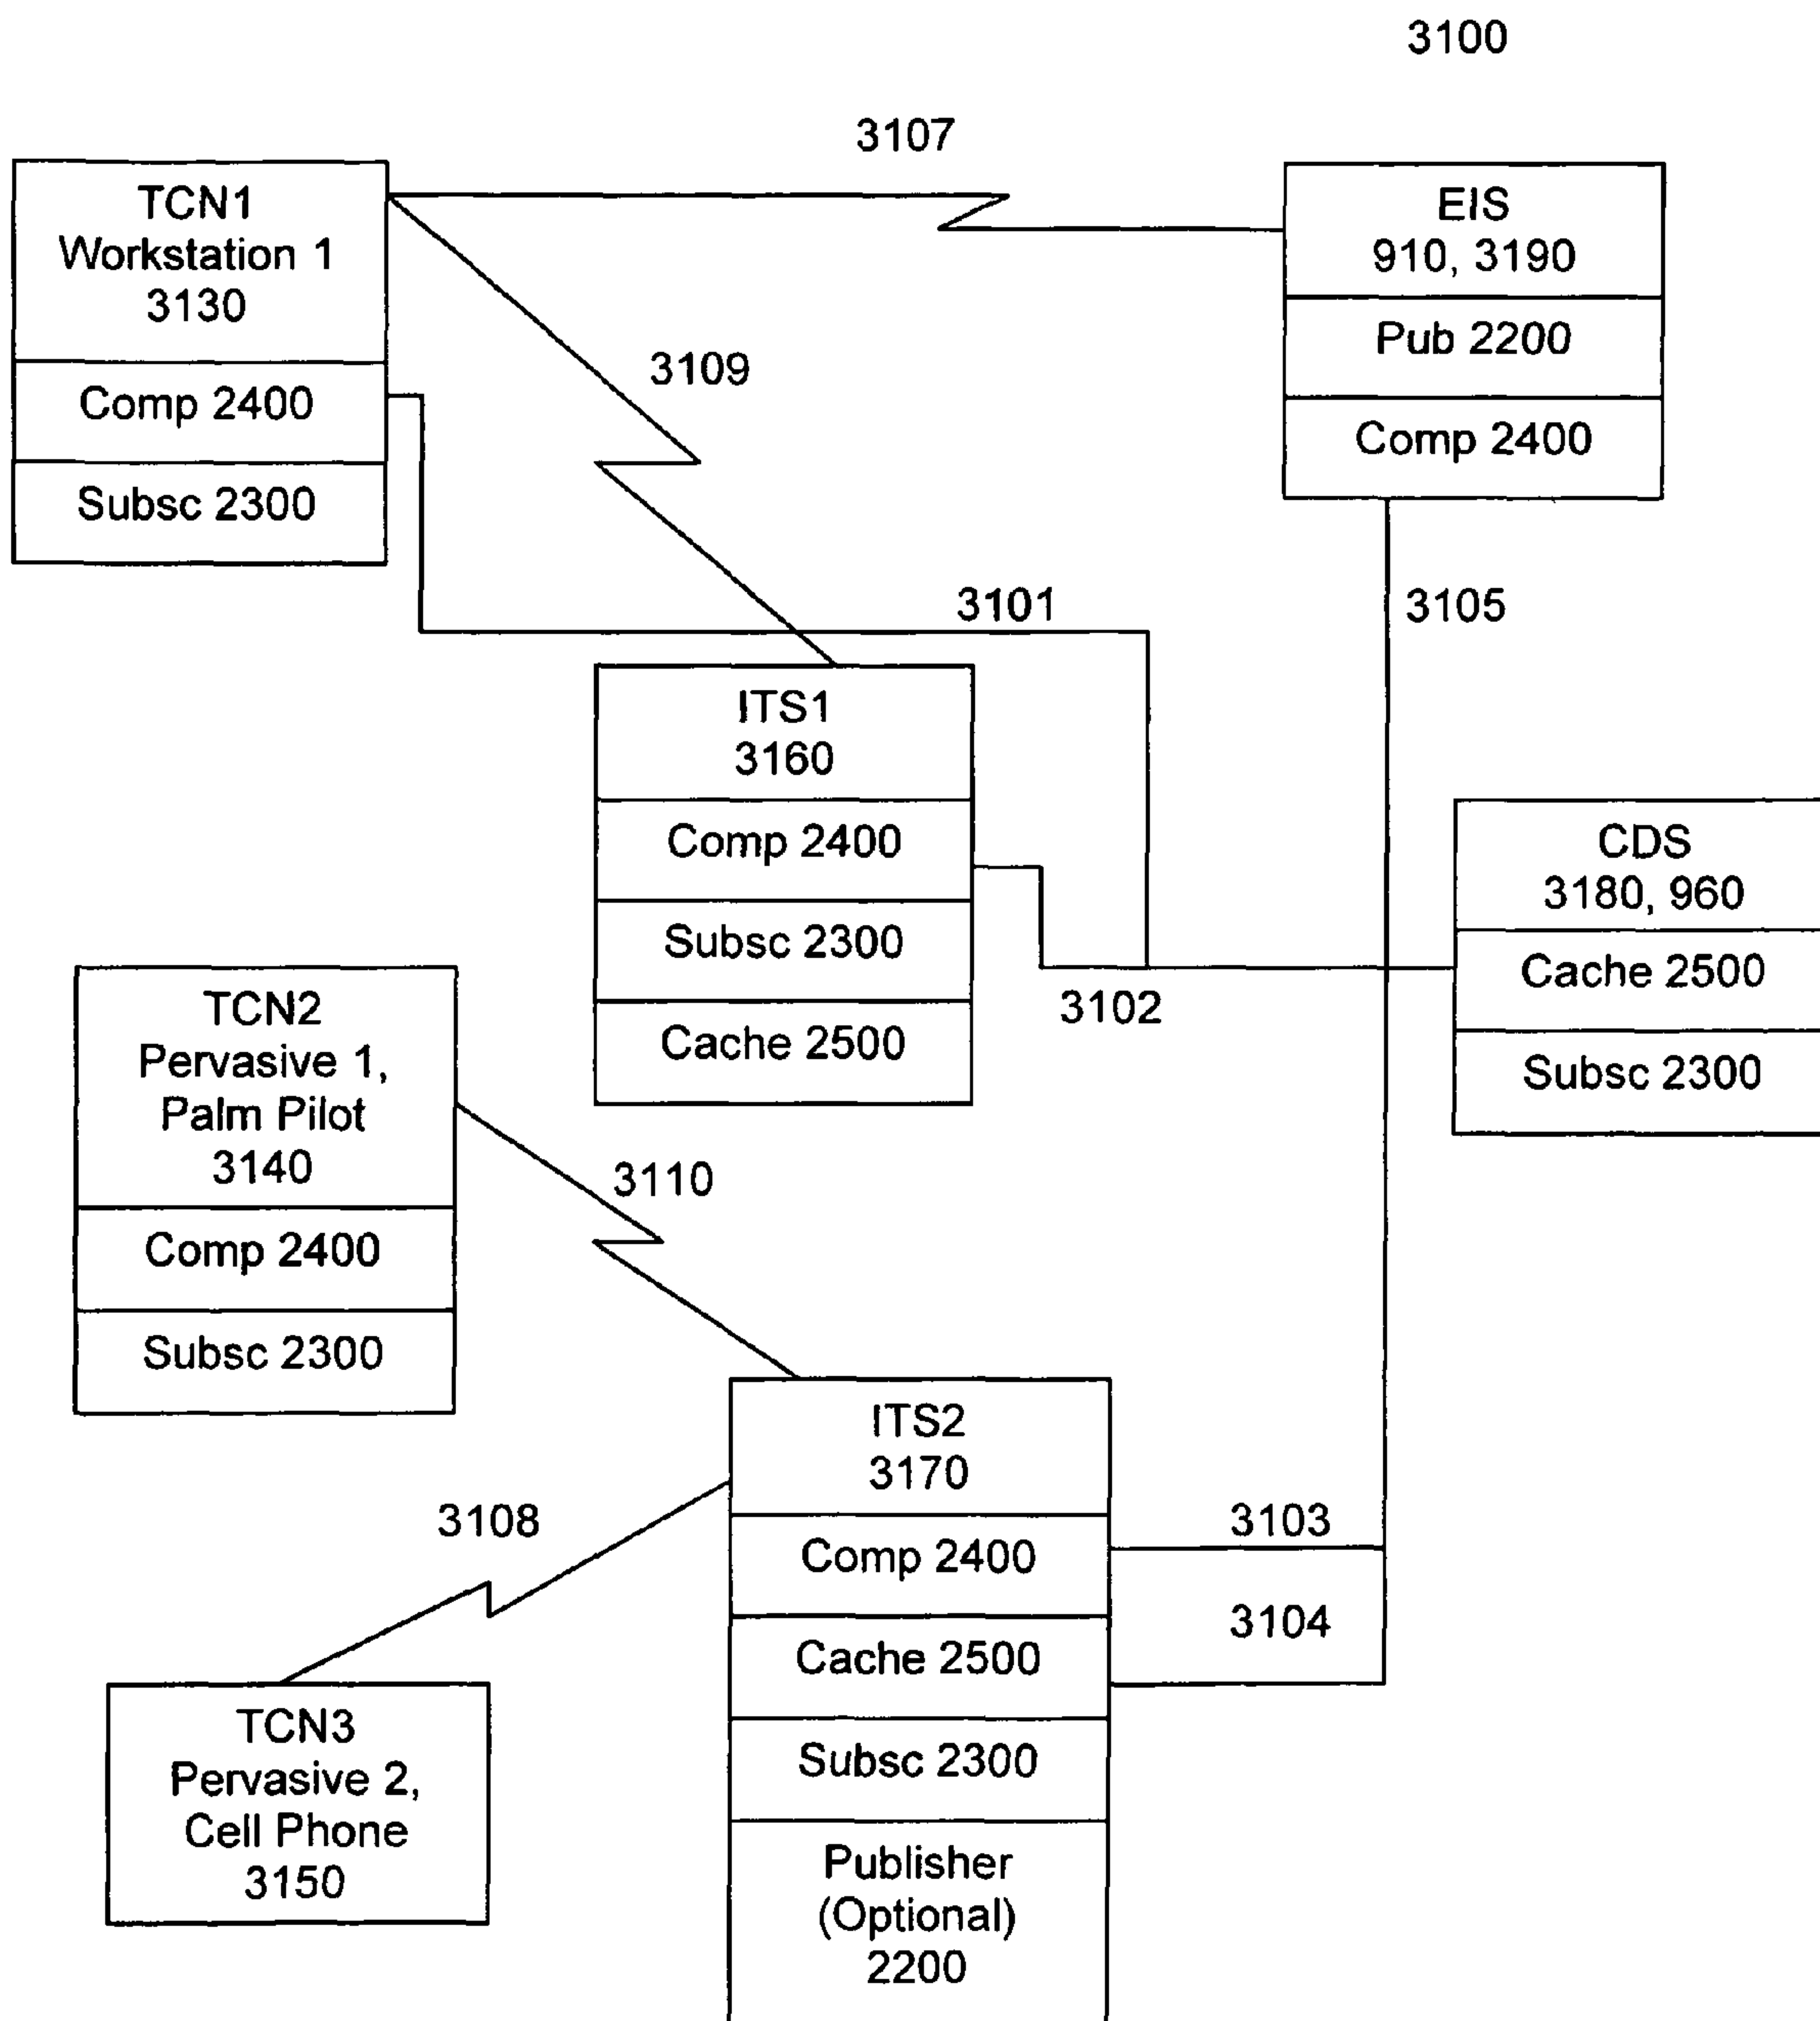 3100
3107
TCN1
Workstation 1
3130
Comp 2400
Subsc 2300
EIS
910, 3190
Pub 2200
Comp 2400
3109
3101
3105
ITS1
3160
Comp 2400
Subsc 2300
Cache 2500
CDS
3180, 960
Cache 2500
Subsc 2300
3102
TCN2
Pervasive 1,
Palm Pilot
3140
Comp 2400
Subsc 2300
3110
ITS2
3170
Comp 2400
Cache 2500
Subsc 2300
Publisher
(Optional)
2200
3103
3104
3108
TCN3
Pervasive 2,
Cell Phone
3150